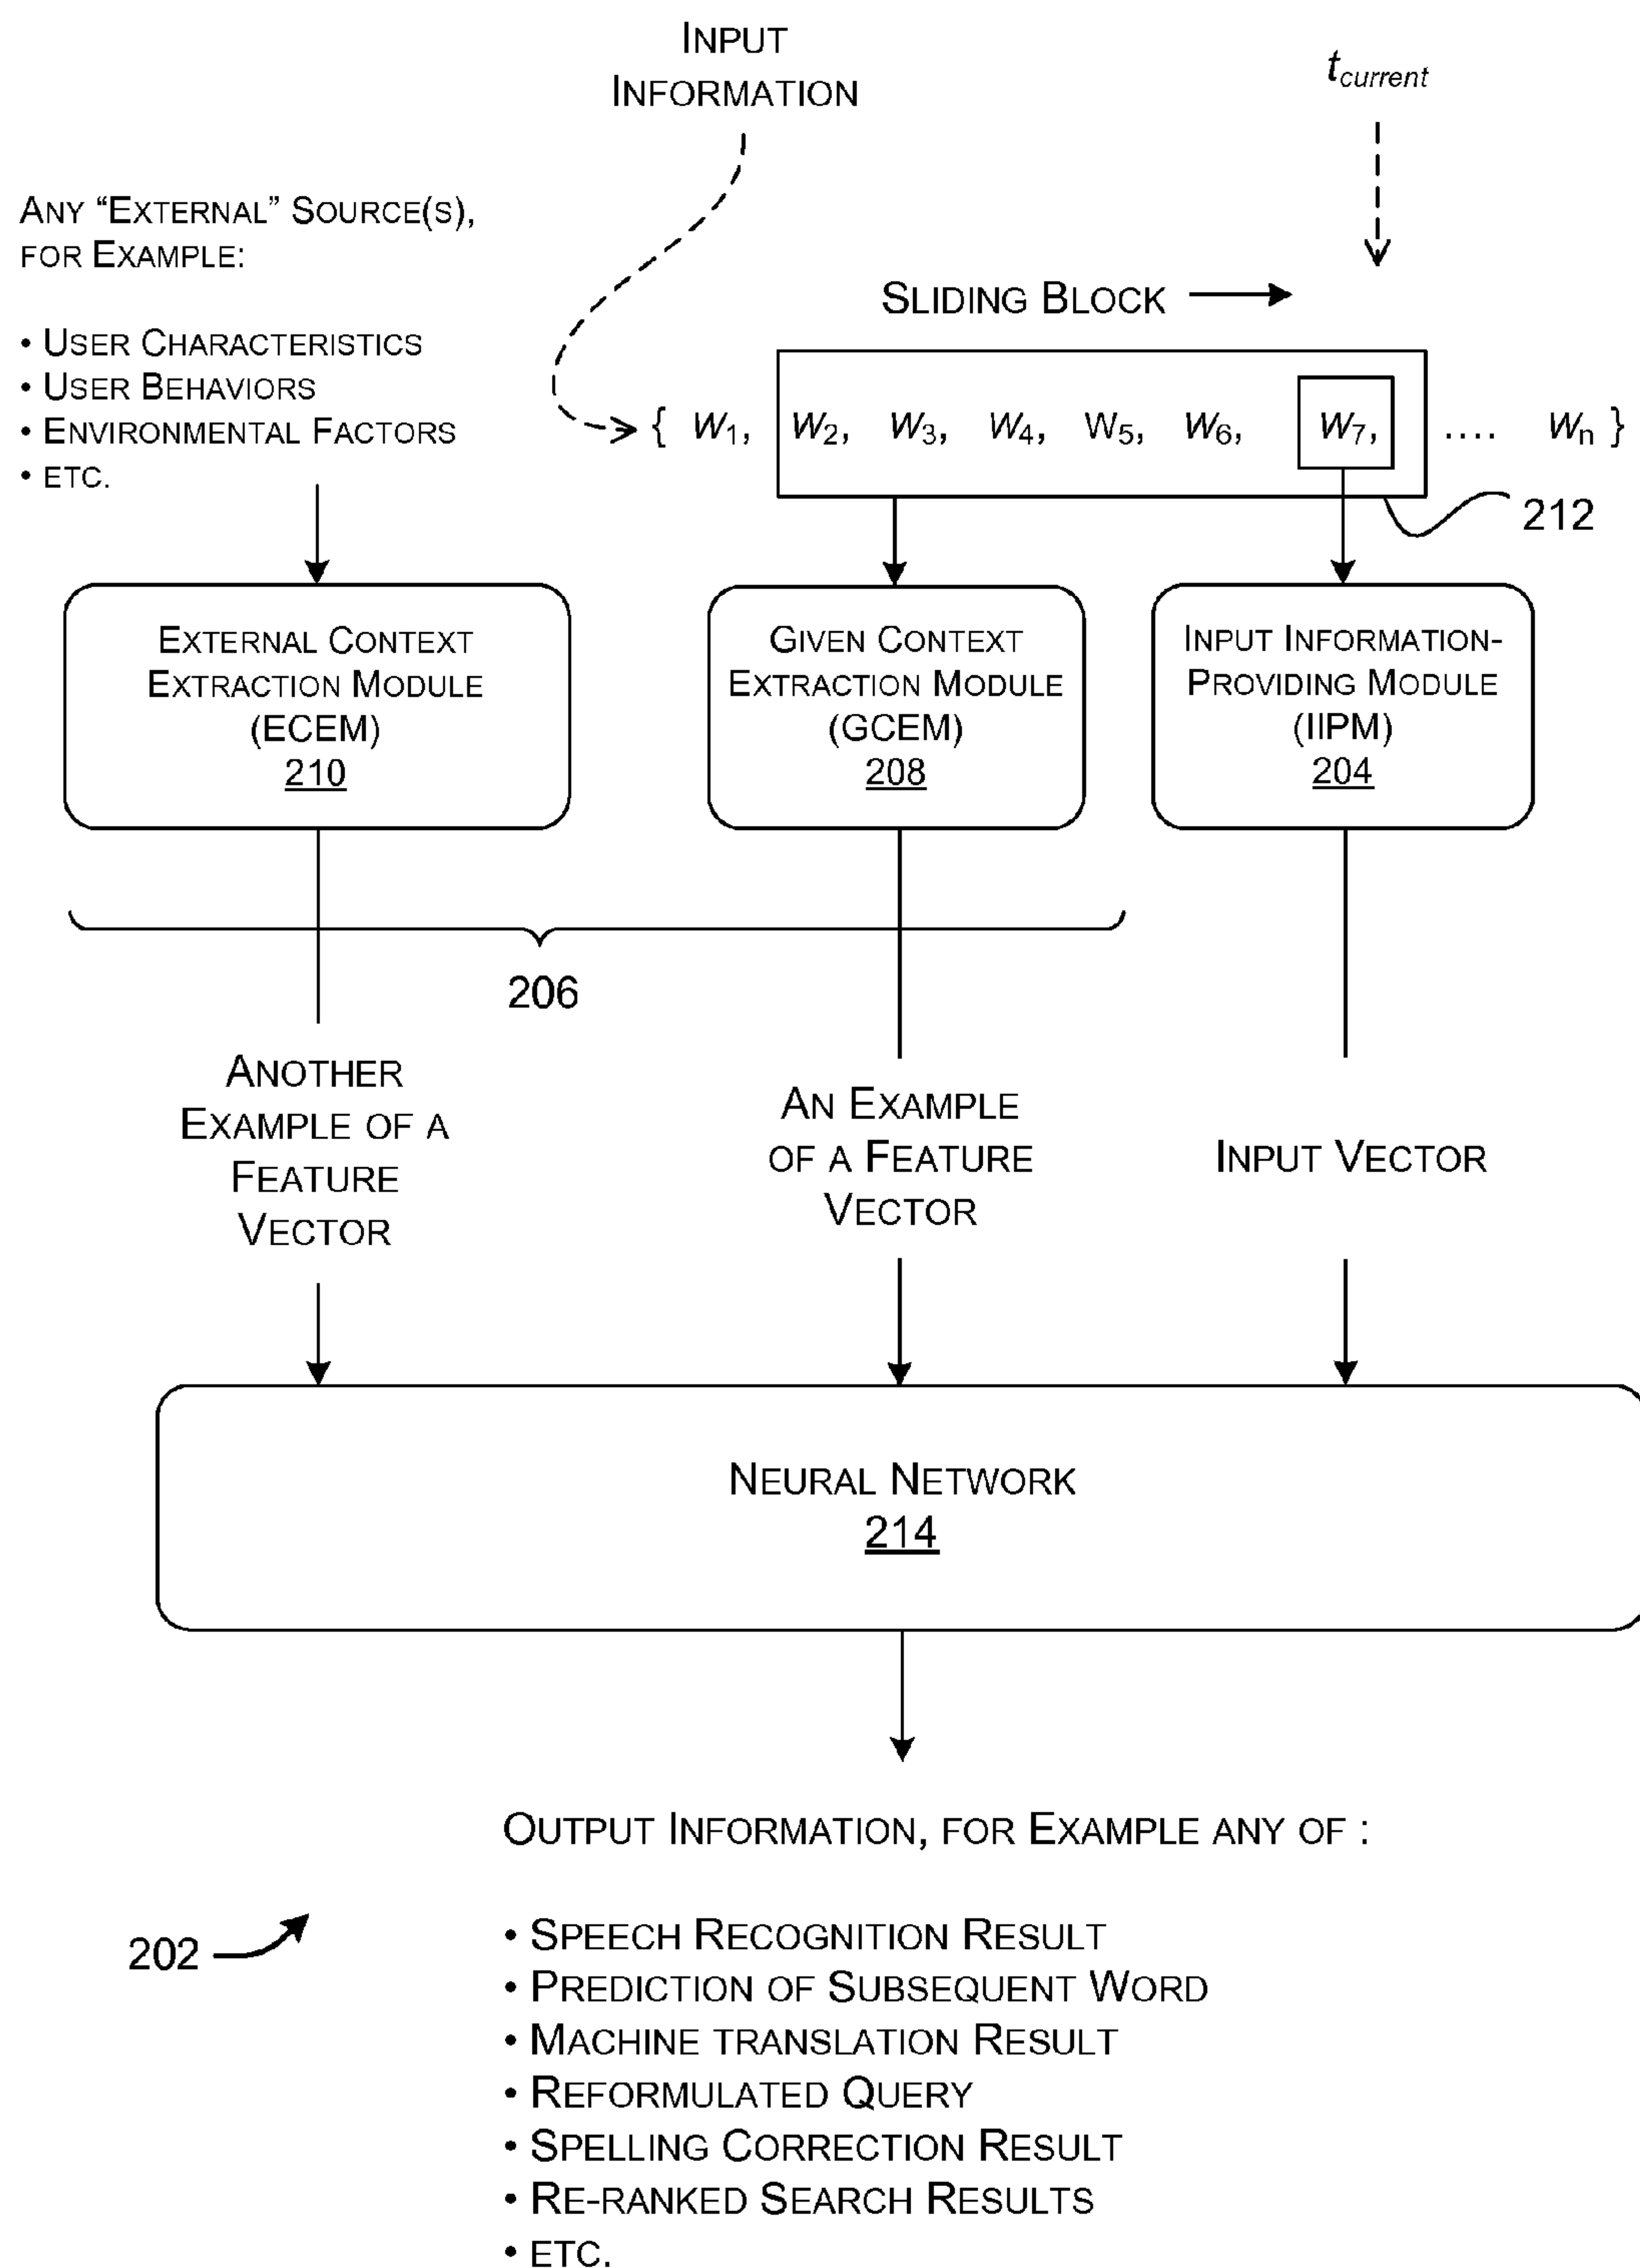 INPUT
INFORMATION
t_current
ANY “EXTERNAL” SOURCE(S),
FOR EXAMPLE:
• USER CHARACTERISTICS
• USER BEHAVIORS
• ENVIRONMENTAL FACTORS
• ETC.
SLIDING BLOCK
{ W1, W2, W3, W4, W5, W6, W7, .... Wn }
212
EXTERNAL CONTEXT
EXTRACTION MODULE
(ECEM)
210
GIVEN CONTEXT
EXTRACTION MODULE
(GCEM)
208
INPUT INFORMATION-
PROVIDING MODULE
(IIPM)
204
206
ANOTHER
EXAMPLE OF A
FEATURE
VECTOR
AN EXAMPLE
OF A FEATURE
VECTOR
INPUT VECTOR
NEURAL NETWORK
214
OUTPUT INFORMATION, FOR EXAMPLE ANY OF :
202
• SPEECH RECOGNITION RESULT
• PREDICTION OF SUBSEQUENT WORD
• MACHINE TRANSLATION RESULT
• REFORMULATED QUERY
• SPELLING CORRECTION RESULT
• RE-RANKED SEARCH RESULTS
• ETC.